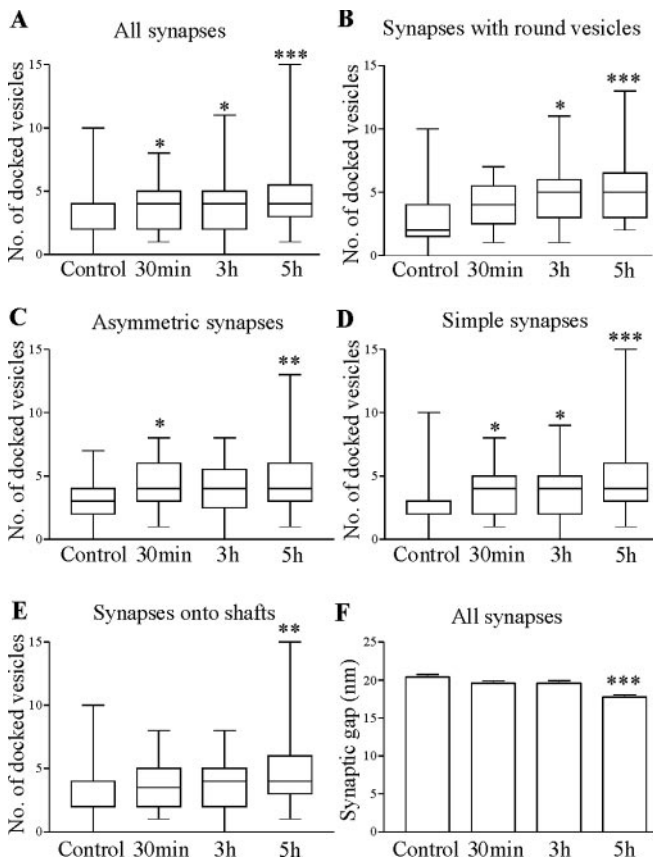 A
All synapses
No. of docked vesicles
15
10
5
0
*
*
***
Control 30min 3h 5h
B
Synapses with round vesicles
No. of docked vesicles
15
10
5
0
*
***
Control 30min 3h 5h
C
Asymmetric synapses
No. of docked vesicles
15
10
5
0
*
**
Control 30min 3h 5h
D
Simple synapses
No. of docked vesicles
15
10
5
0
*
*
***
Control 30min 3h 5h
E
Synapses onto shafts
No. of docked vesicles
15
10
5
0
**
Control 30min 3h 5h
F
All synapses
Synaptic gap (nm)
25
20
15
10
5
0
***
Control 30min 3h 5h